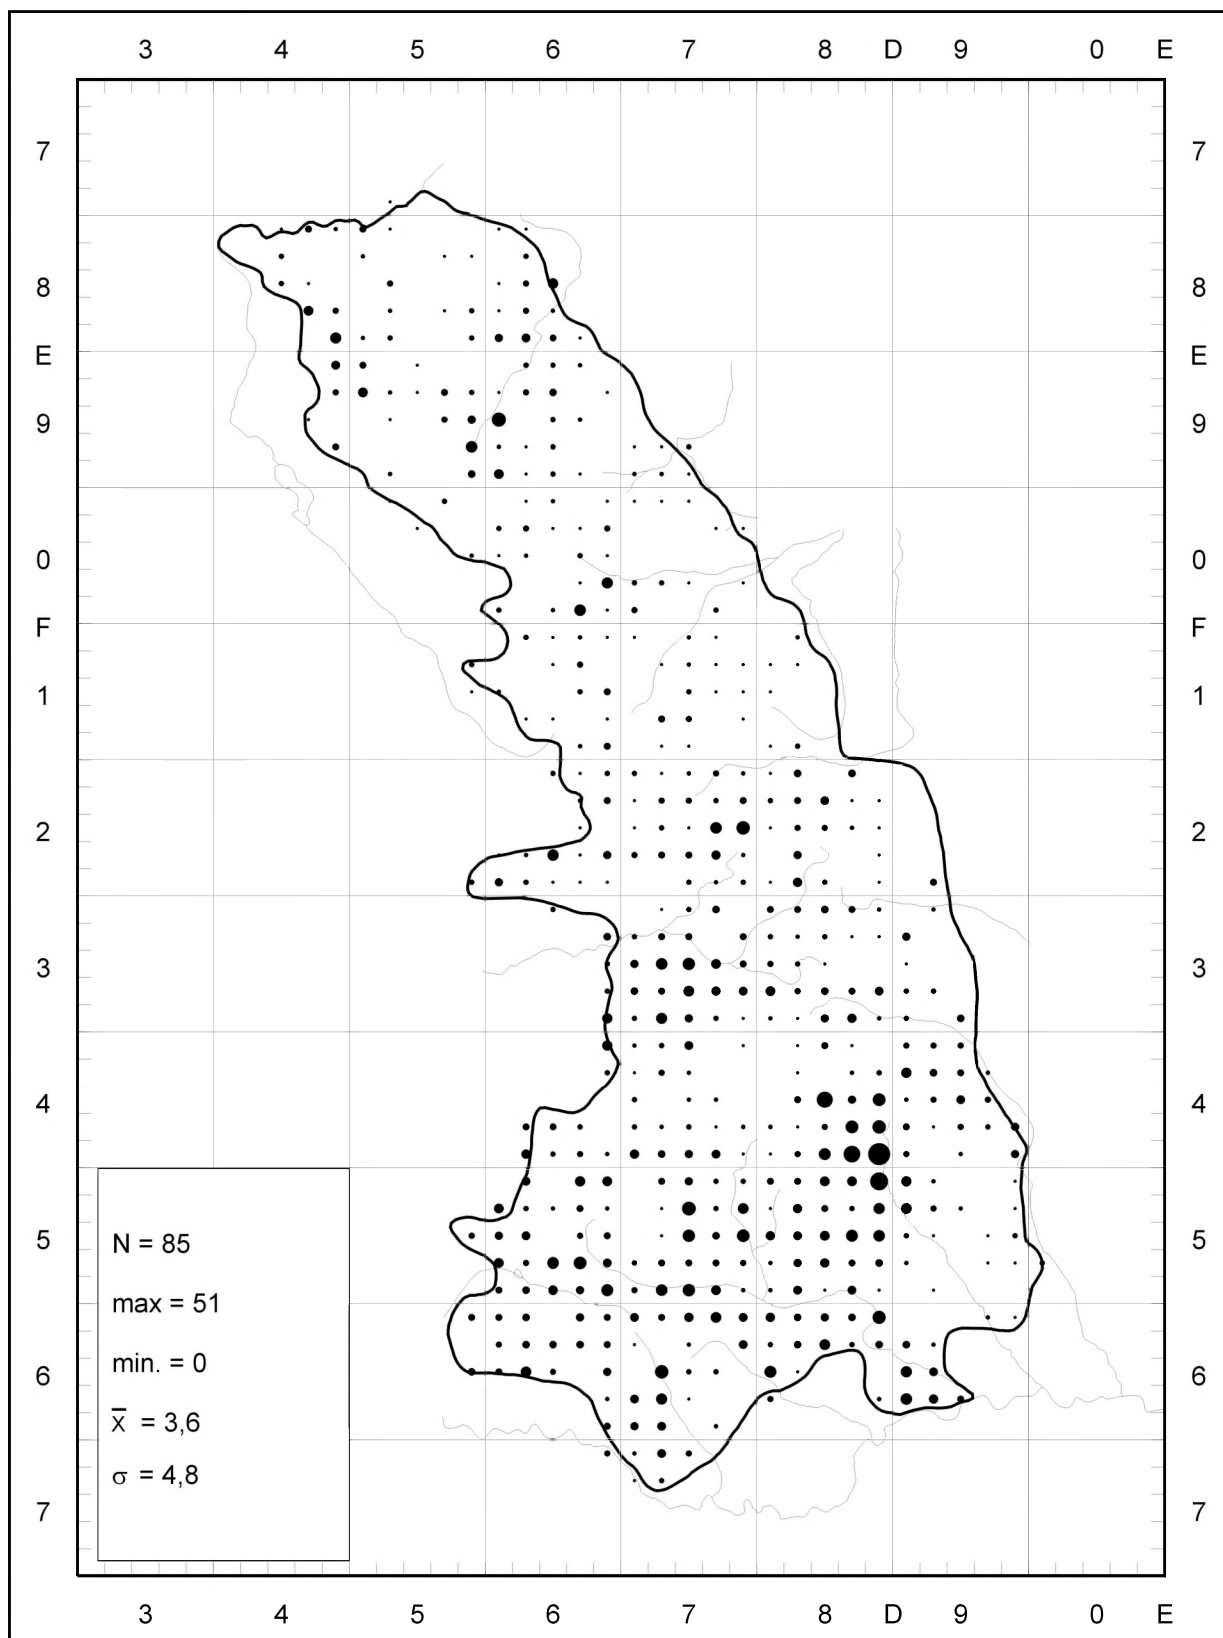 3 4 5 6 7 8 D 9 0 E
7 7
8 8
E E
9 9
0 0
F F
1 1
2 2
3 3
4 4
5 5
6 6
7 7
N = 85
max = 51
min. = 0
x̅ = 3,6
σ = 4,8
3 4 5 6 7 8 D 9 0 E